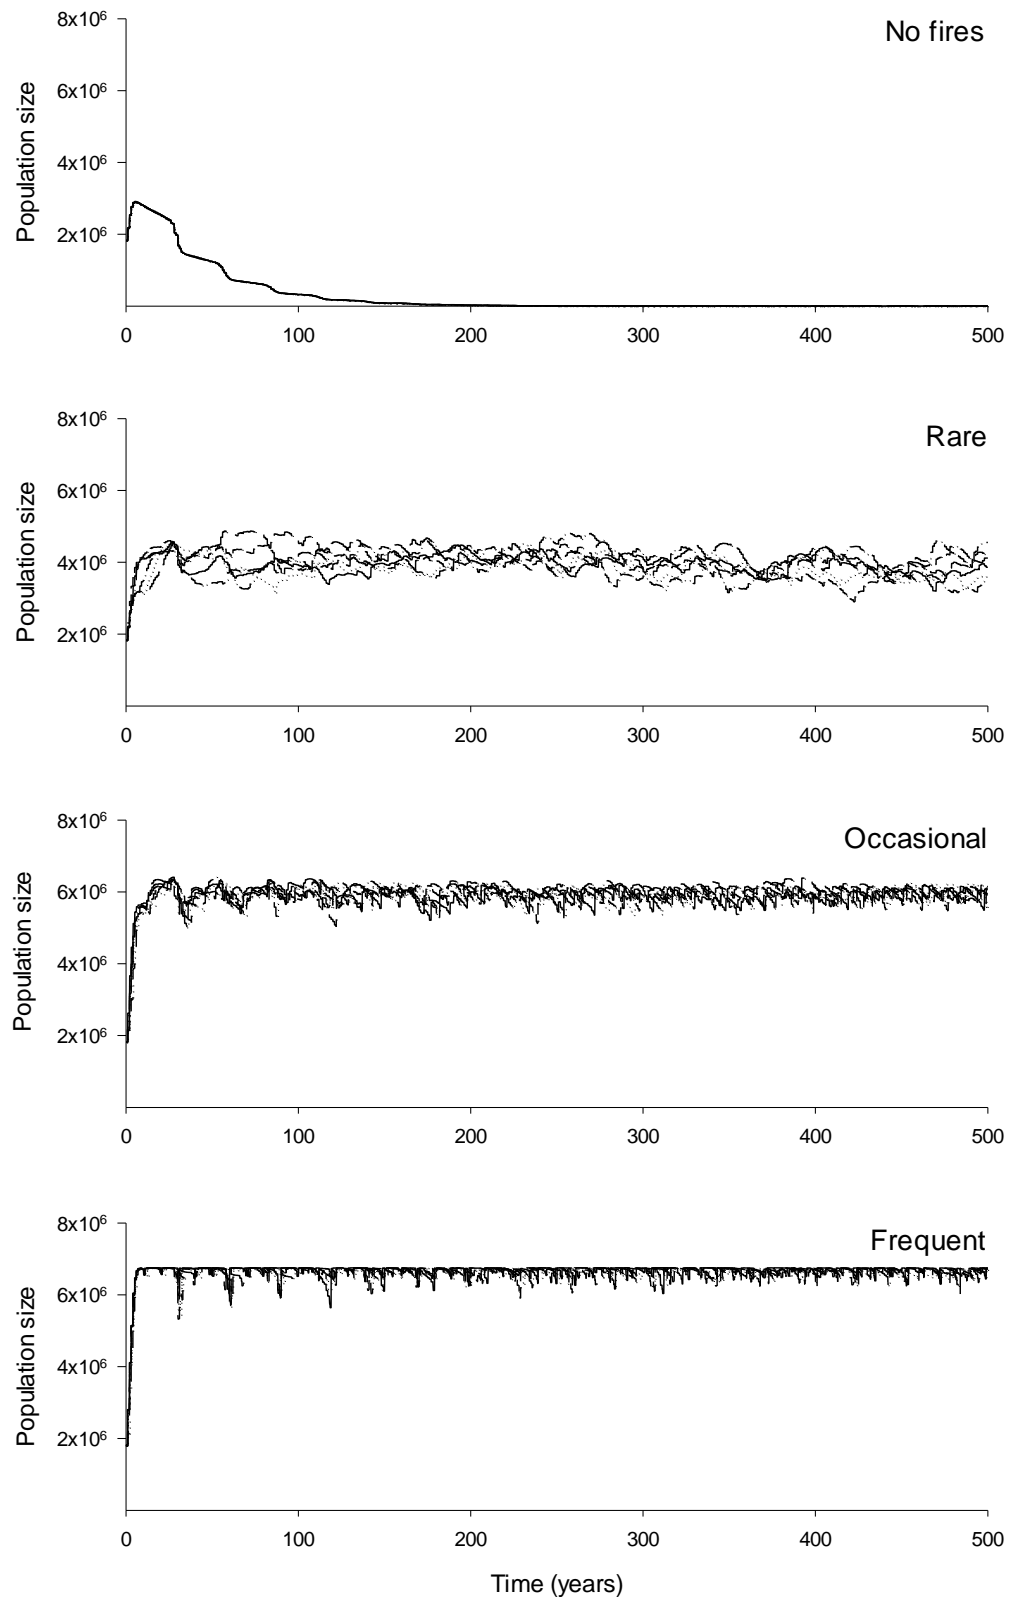 No fires
8x10⁶
6x10⁶
4x10⁶
2x10⁶
Population size
0 100 200 300 400 500
Rare
8x10⁶
6x10⁶
4x10⁶
2x10⁶
Population size
0 100 200 300 400 500
Occasional
8x10⁶
6x10⁶
4x10⁶
2x10⁶
Population size
0 100 200 300 400 500
Frequent
8x10⁶
6x10⁶
4x10⁶
2x10⁶
Population size
0 100 200 300 400 500
Time (years)